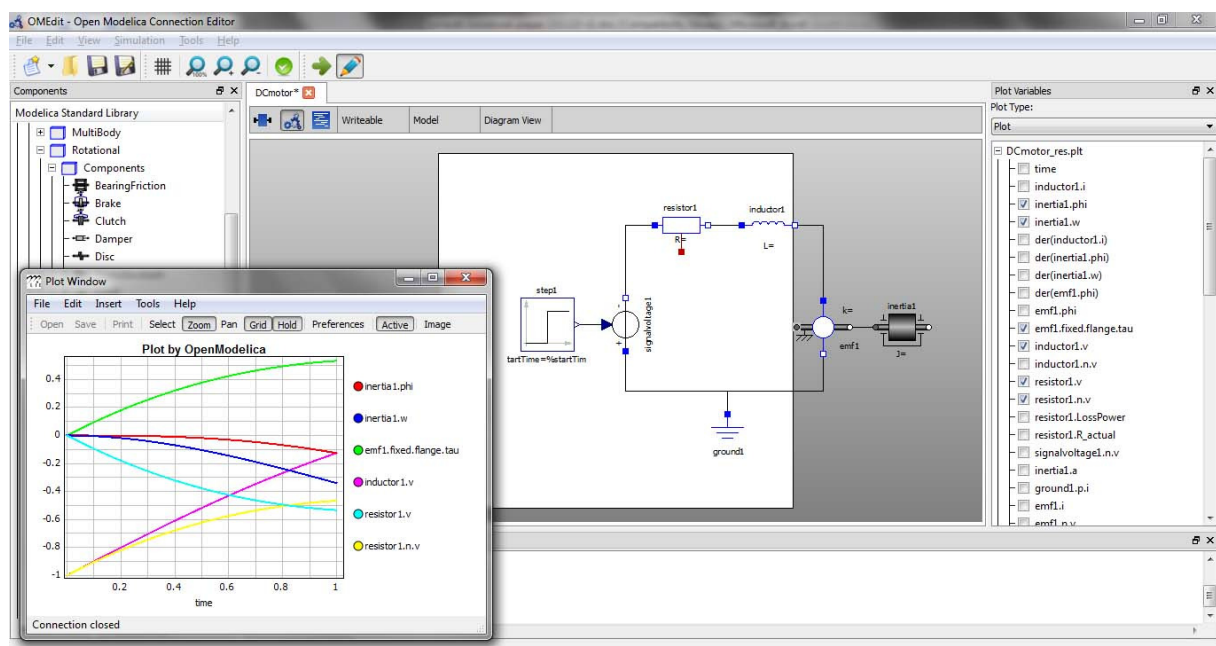 OMEdit - Open Modelica Connection Editor
File Edit View Simulation Tools Help
Components
Modelica Standard Library
MultiBody
Rotational
Components
BearingFriction
Brake
Clutch
Damper
Disc
DCmotor*
Writeable Model Diagram View
resistor1
R=
inductor1
L=
step1
tartTime=%startTim
signalvoltage1
- 
+
k=
emf1
inertia1
J=
ground1
Plot Variables
Plot Type:
Plot
DCmotor_res.plt
time
inductor1.i
inertia1.phi
inertia1.w
der(inductor1.i)
der(inertia1.phi)
der(inertia1.w)
der(emf1.phi)
emf1.phi
emf1.fixed.flange.tau
inductor1.v
inductor1.n.v
resistor1.v
resistor1.n.v
resistor1.LossPower
resistor1.R_actual
signalvoltage1.n.v
inertia1.a
ground1.p.i
emf1.i
emf1.n.v
Plot Window
File Edit Insert Tools Help
Open Save Print Select Zoom Pan Grid Hold Preferences Active Image
Plot by OpenModelica
0.4
0.2
0
-0.2
-0.4
-0.6
-0.8
-1
0.2 0.4 0.6 0.8 1
time
inertia1.phi
inertia1.w
emf1.fixed.flange.tau
inductor1.v
resistor1.v
resistor1.n.v
Connection closed